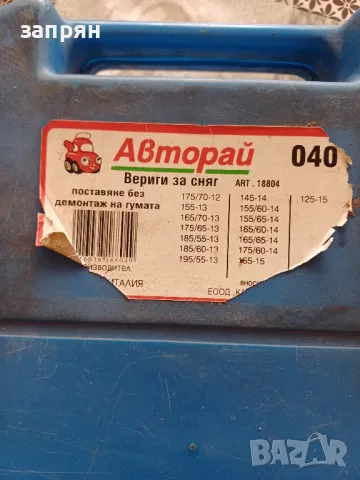 запрян
Авторай
040
Вериги за сняг ART . 18804
поставяне без
демонтаж на гумата
175/70-12
155-13
165/70-13
175/65-13
185/55-13
185/60-13
195/55-13
145-14
155/60-14
155/65-14
165/65-14
165/60-14
175/60-14
165-15
125-15
ИТАЛИЯ
ЕООД
BAZAR